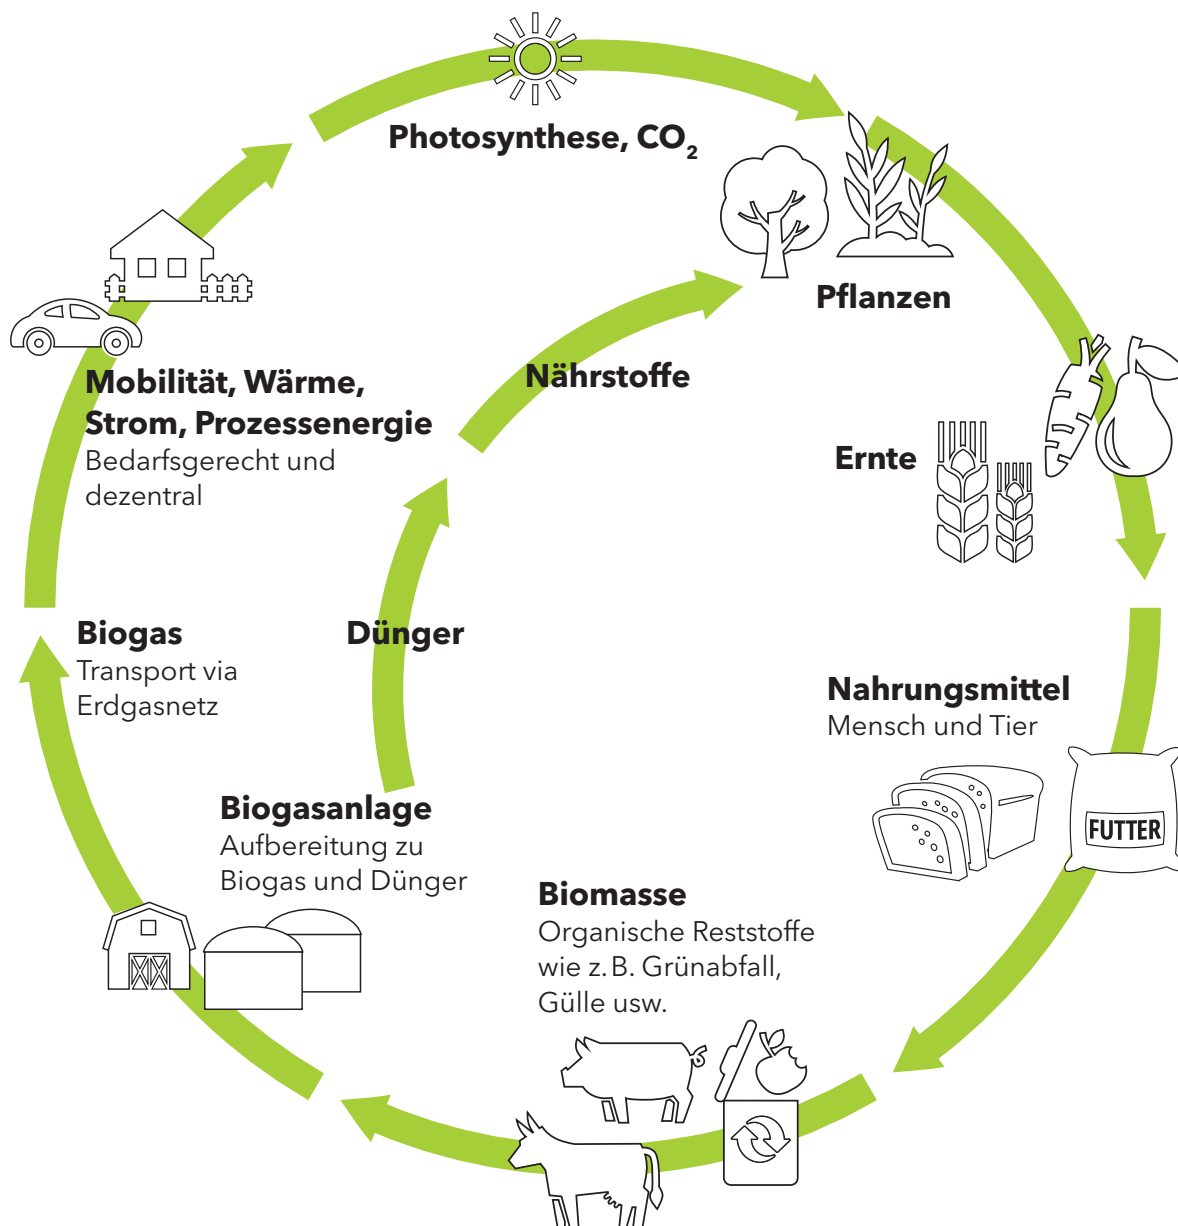 Photosynthese, CO₂
Pflanzen
Nährstoffe
Ernte
Mobilität, Wärme,
Strom, Prozessenergie
Bedarfsgerecht und
dezentral
Biogas
Transport via
Erdgasnetz
Dünger
Nahrungsmittel
Mensch und Tier
FUTTER
Biogasanlage
Aufbereitung zu
Biogas und Dünger
Biomasse
Organische Reststoffe
wie z. B. Grünabfall,
Gülle usw.